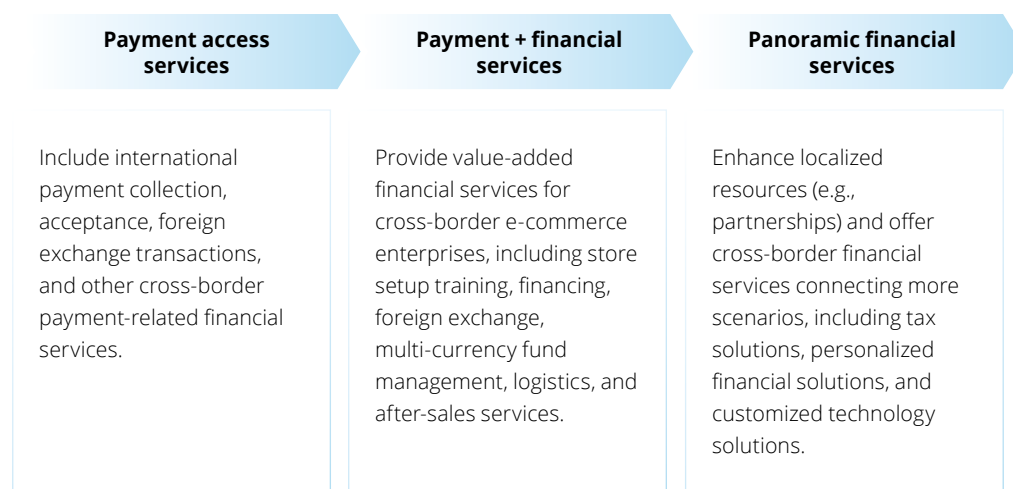 Payment access
services
Payment + financial
services
Panoramic financial
services
Include international
payment collection,
acceptance, foreign
exchange transactions,
and other cross-border
payment-related financial
services.
Provide value-added
financial services for
cross-border e-commerce
enterprises, including store
setup training, financing,
foreign exchange,
multi-currency fund
management, logistics, and
after-sales services.
Enhance localized
resources (e.g.,
partnerships) and offer
cross-border financial
services connecting more
scenarios, including tax
solutions, personalized
financial solutions, and
customized technology
solutions.